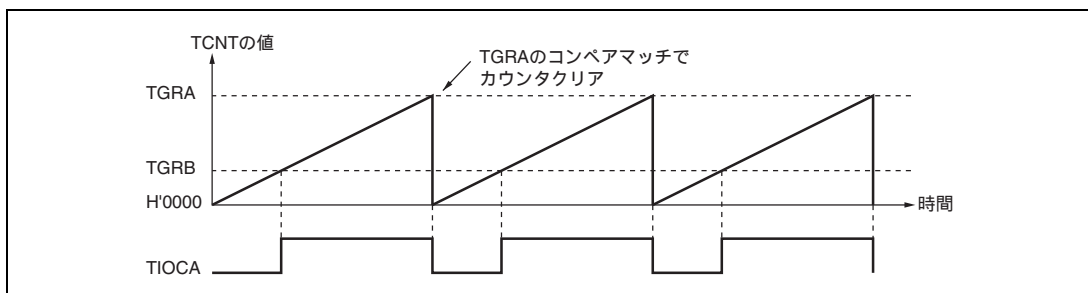 TCNTの値
TGRAのコンペアマッチで
カウンタクリア
TGRA
TGRB
H'0000
時間
TIOCA